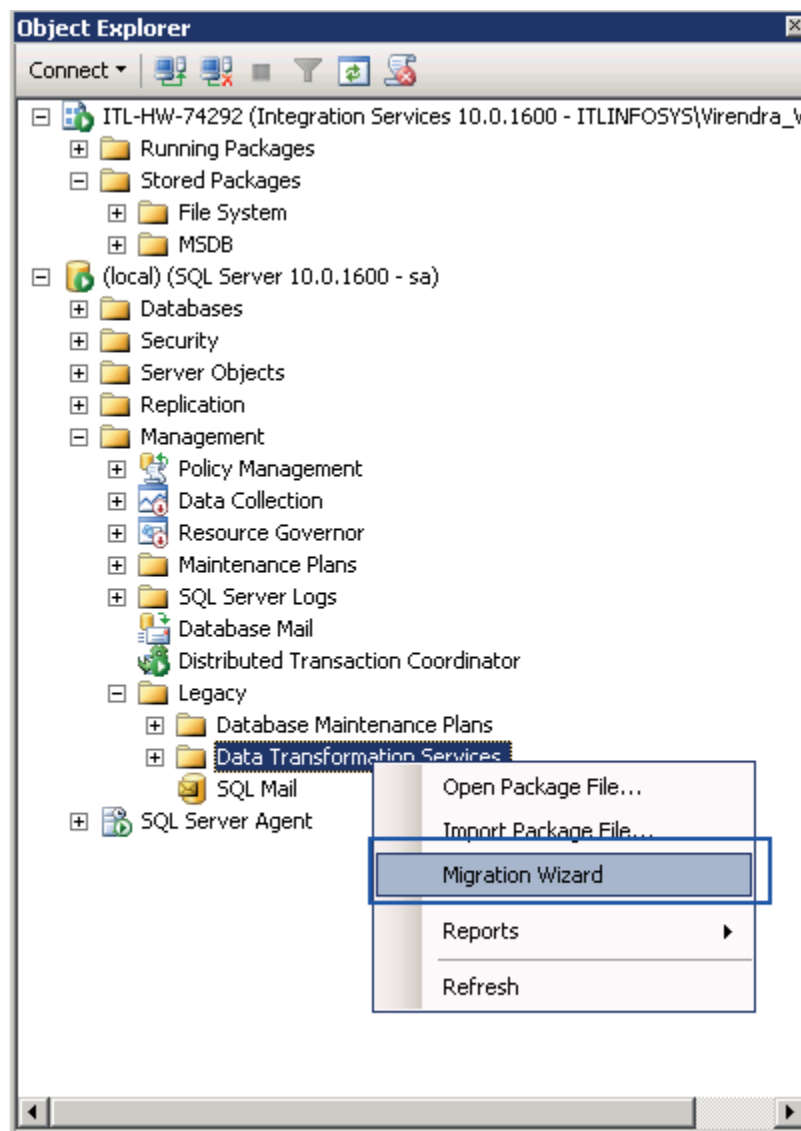 Object Explorer
Connect
ITL-HW-74292 (Integration Services 10.0.1600 - ITLINFOSYS\Virendra_
Running Packages
Stored Packages
File System
MSDB
(local) (SQL Server 10.0.1600 - sa)
Databases
Security
Server Objects
Replication
Management
Policy Management
Data Collection
Resource Governor
Maintenance Plans
SQL Server Logs
Database Mail
Distributed Transaction Coordinator
Legacy
Database Maintenance Plans
Data Transformation Services
SQL Mail
SQL Server Agent
Open Package File...
Import Package File...
Migration Wizard
Reports
Refresh